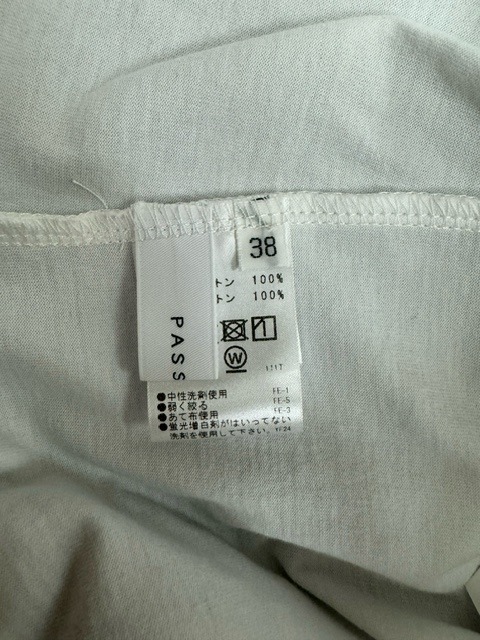 38
トン 100%
トン 100%
PASS
W
1117
●中性洗剤使用 FE-1
●弱く絞る FE-5
●あて布使用 FE-3
●蛍光増白剤がはいってない
洗剤を使用して下さい。 YF24